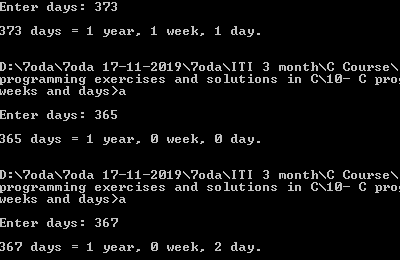 Enter days: 373
373 days = 1 year, 1 week, 1 day.
D:\7oda\7oda 17-11-2019\7oda\ITI 3 month\C Course\
programming exercises and solutions in C\10- C pro
weeks and days>a
Enter days: 365
365 days = 1 year, 0 week, 0 day.
D:\7oda\7oda 17-11-2019\7oda\ITI 3 month\C Course\
programming exercises and solutions in C\10- C pro
weeks and days>a
Enter days: 367
367 days = 1 year, 0 week, 2 day.